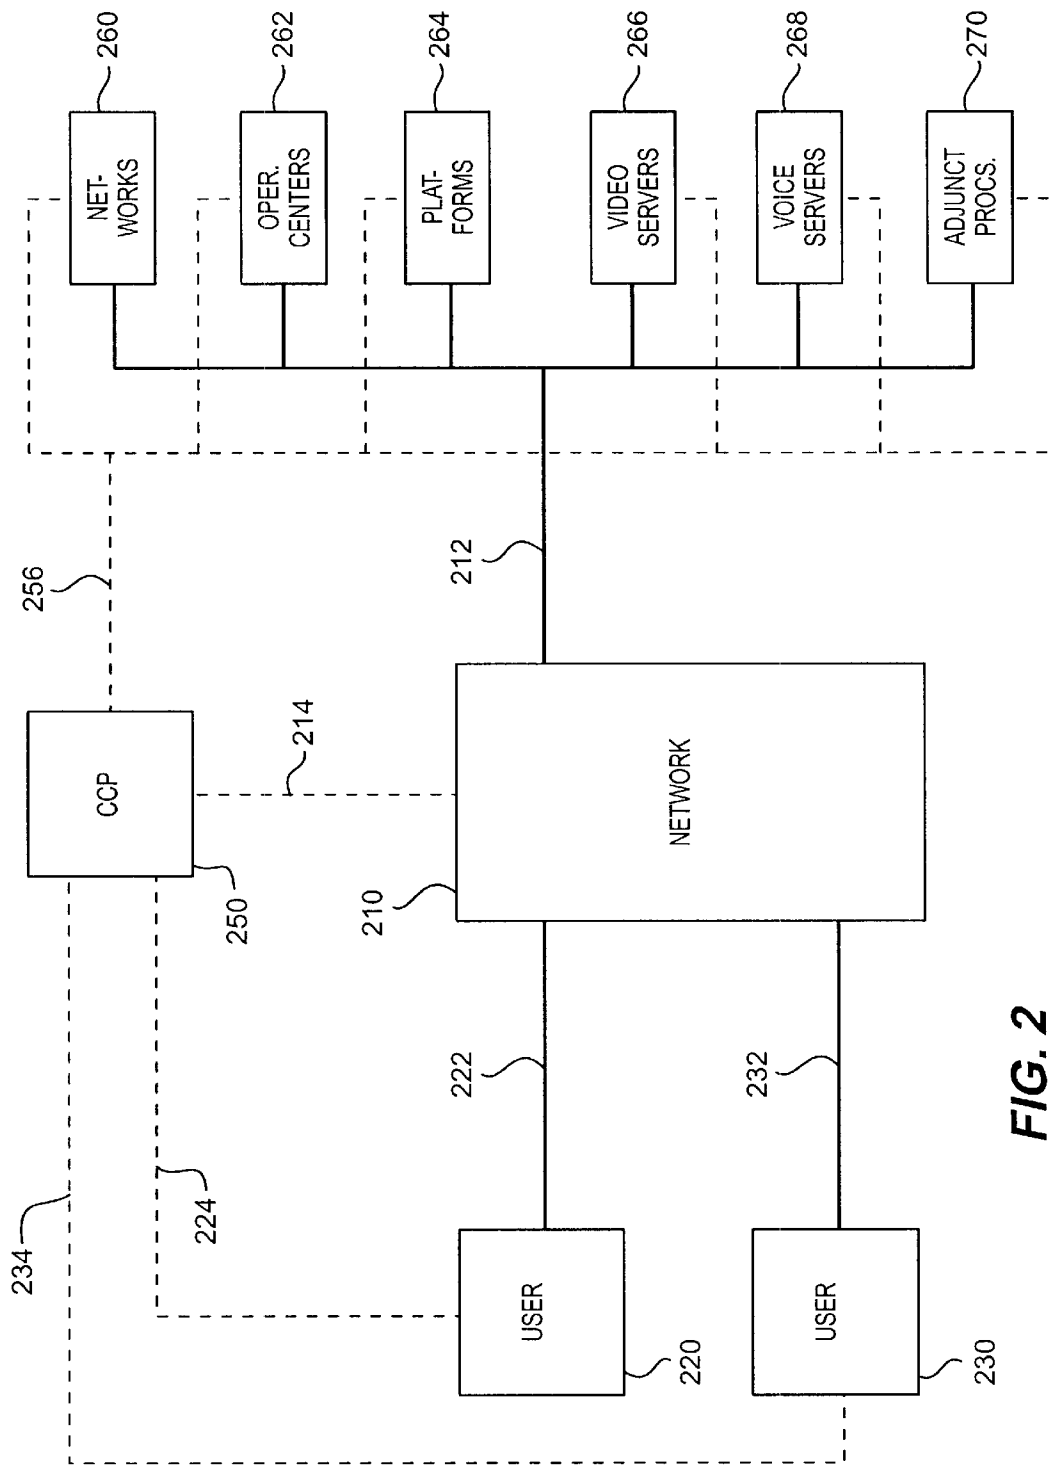 234
224
CCP
250
256
214
USER
220
222
USER
230
232
210
NETWORK
212
NET-
WORKS
260
OPER.
CENTERS
262
PLAT-
FORMS
264
VIDEO
SERVERS
266
VOICE
SERVERS
268
ADJUNCT
PROCS.
270
FIG. 2